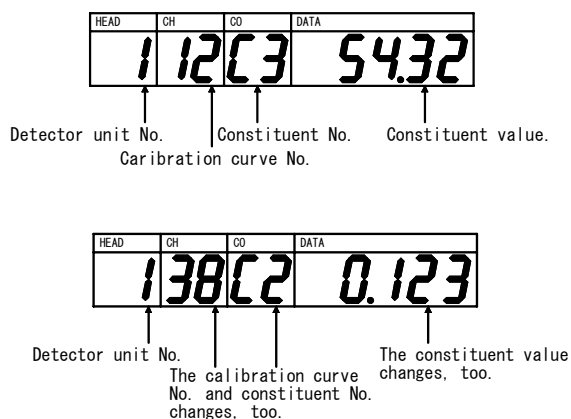 HEAD CH CO DATA
1 12 C3 54.32
Detector unit No. Constituent No. Constituent value.
Caribration curve No.
HEAD CH CO DATA
1 38 C2 0.123
Detector unit No.
The calibration curve
No. and constituent No.
changes, too.
The constituent value
changes, too.